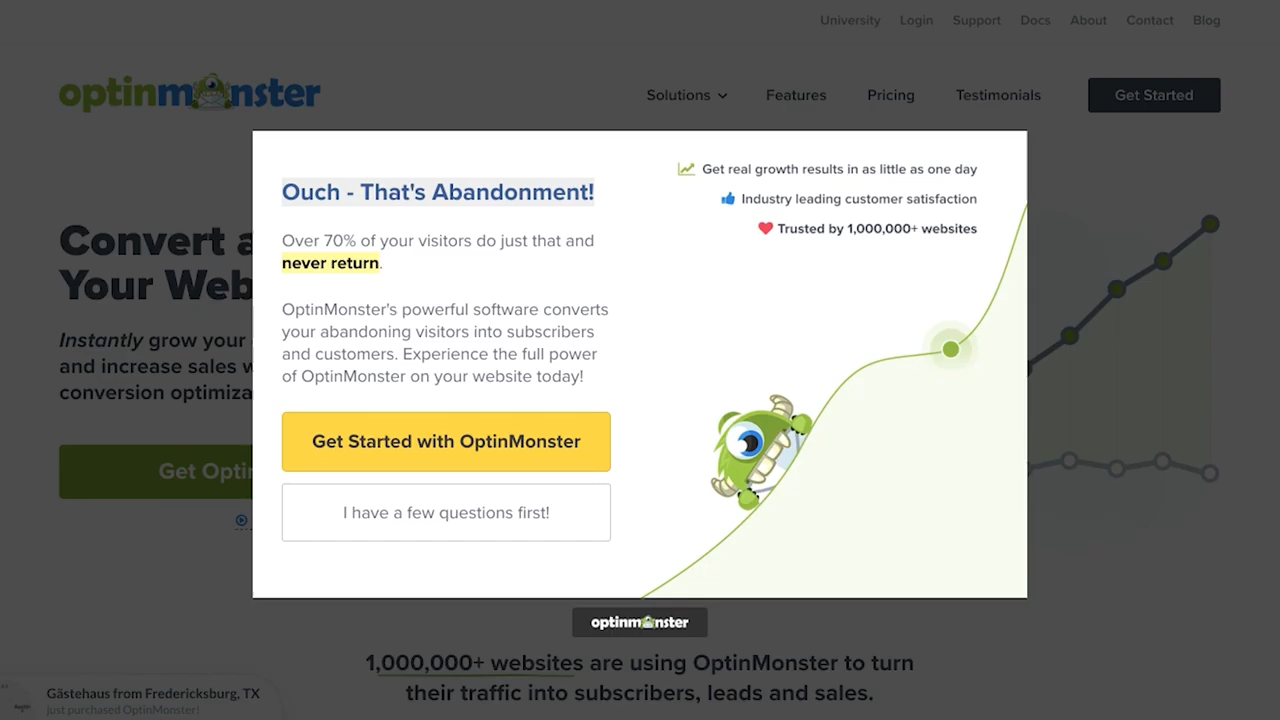 University Login Support Docs About Contact Blog
optinmonster
Solutions Features Pricing Testimonials Get Started
Convert a
Your Web
Instantly grow your
and increase sales w
conversion optimiza
Get Optin
Ouch - That's Abandonment!
Over 70% of your visitors do just that and
never return.
OptinMonster's powerful software converts
your abandoning visitors into subscribers
and customers. Experience the full power
of OptinMonster on your website today!
Get Started with OptinMonster
I have a few questions first!
Get real growth results in as little as one day
Industry leading customer satisfaction
Trusted by 1,000,000+ websites
optinmonster
1,000,000+ websites are using OptinMonster to turn
their traffic into subscribers, leads and sales.
Gästehaus from Fredericksburg, TX
just purchased OptinMonster!